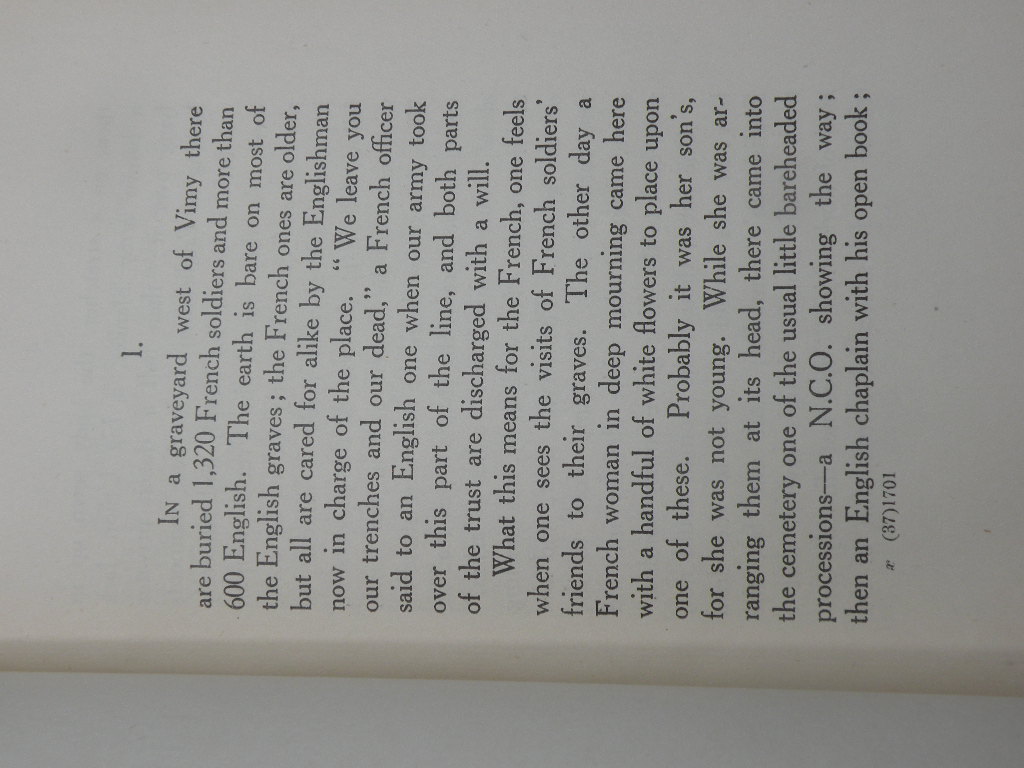 1.
IN a graveyard west of Vimy there
are buried 1,320 French soldiers and more than
600 English. The earth is bare on most of
the English graves; the French ones are older,
but all are cared for alike by the Englishman
now in charge of the place. "We leave you
our trenches and our dead," a French officer
said to an English one when our army took
over this part of the line, and both parts
of the trust are discharged with a will.
What this means for the French, one feels
when one sees the visits of French soldiers'
friends to their graves. The other day a
French woman in deep mourning came here
with a handful of white flowers to place upon
one of these. Probably it was her son's,
for she was not young. While she was ar-
ranging them at its head, there came into
the cemetery one of the usual little bareheaded
processions—a N.C.O. showing the way;
then an English chaplain with his open book;
x (37)1701